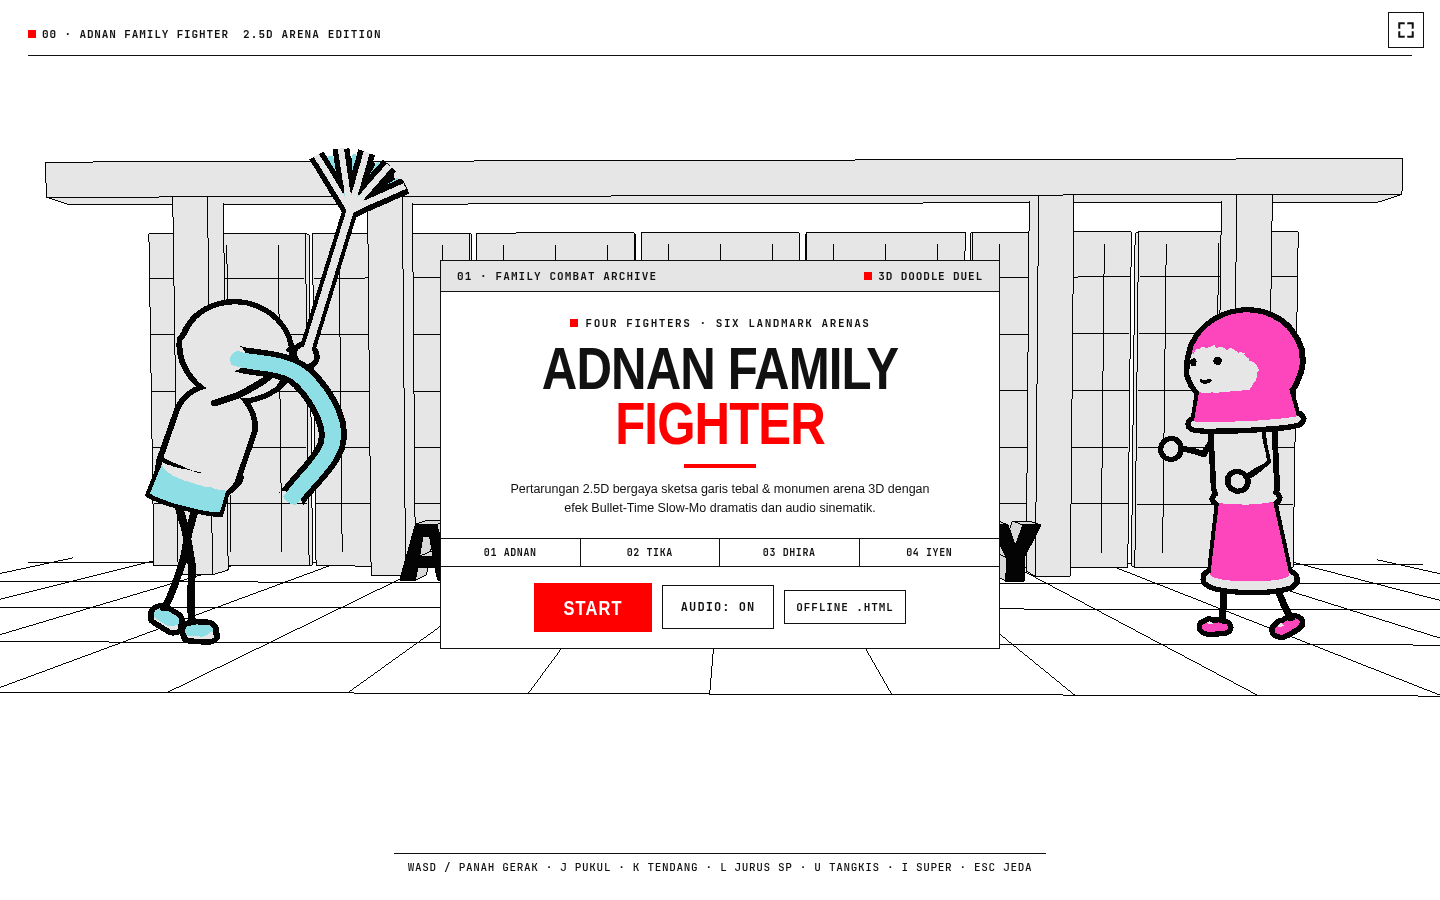 00 · ADNAN FAMILY FIGHTER 2.5D ARENA EDITION
01 · FAMILY COMBAT ARCHIVE
3D DOODLE DUEL
FOUR FIGHTERS · SIX LANDMARK ARENAS
ADNAN FAMILY
FIGHTER
Pertarungan 2.5D bergaya sketsa garis tebal & monumen arena 3D dengan
efek Bullet-Time Slow-Mo dramatis dan audio sinematik.
01 ADNAN
02 TIKA
03 DHIRA
04 IYEN
START
AUDIO: ON
OFFLINE .HTML
WASD / PANAH GERAK · J PUKUL · K TENDANG · L JURUS SP · U TANGKIS · I SUPER · ESC JEDA